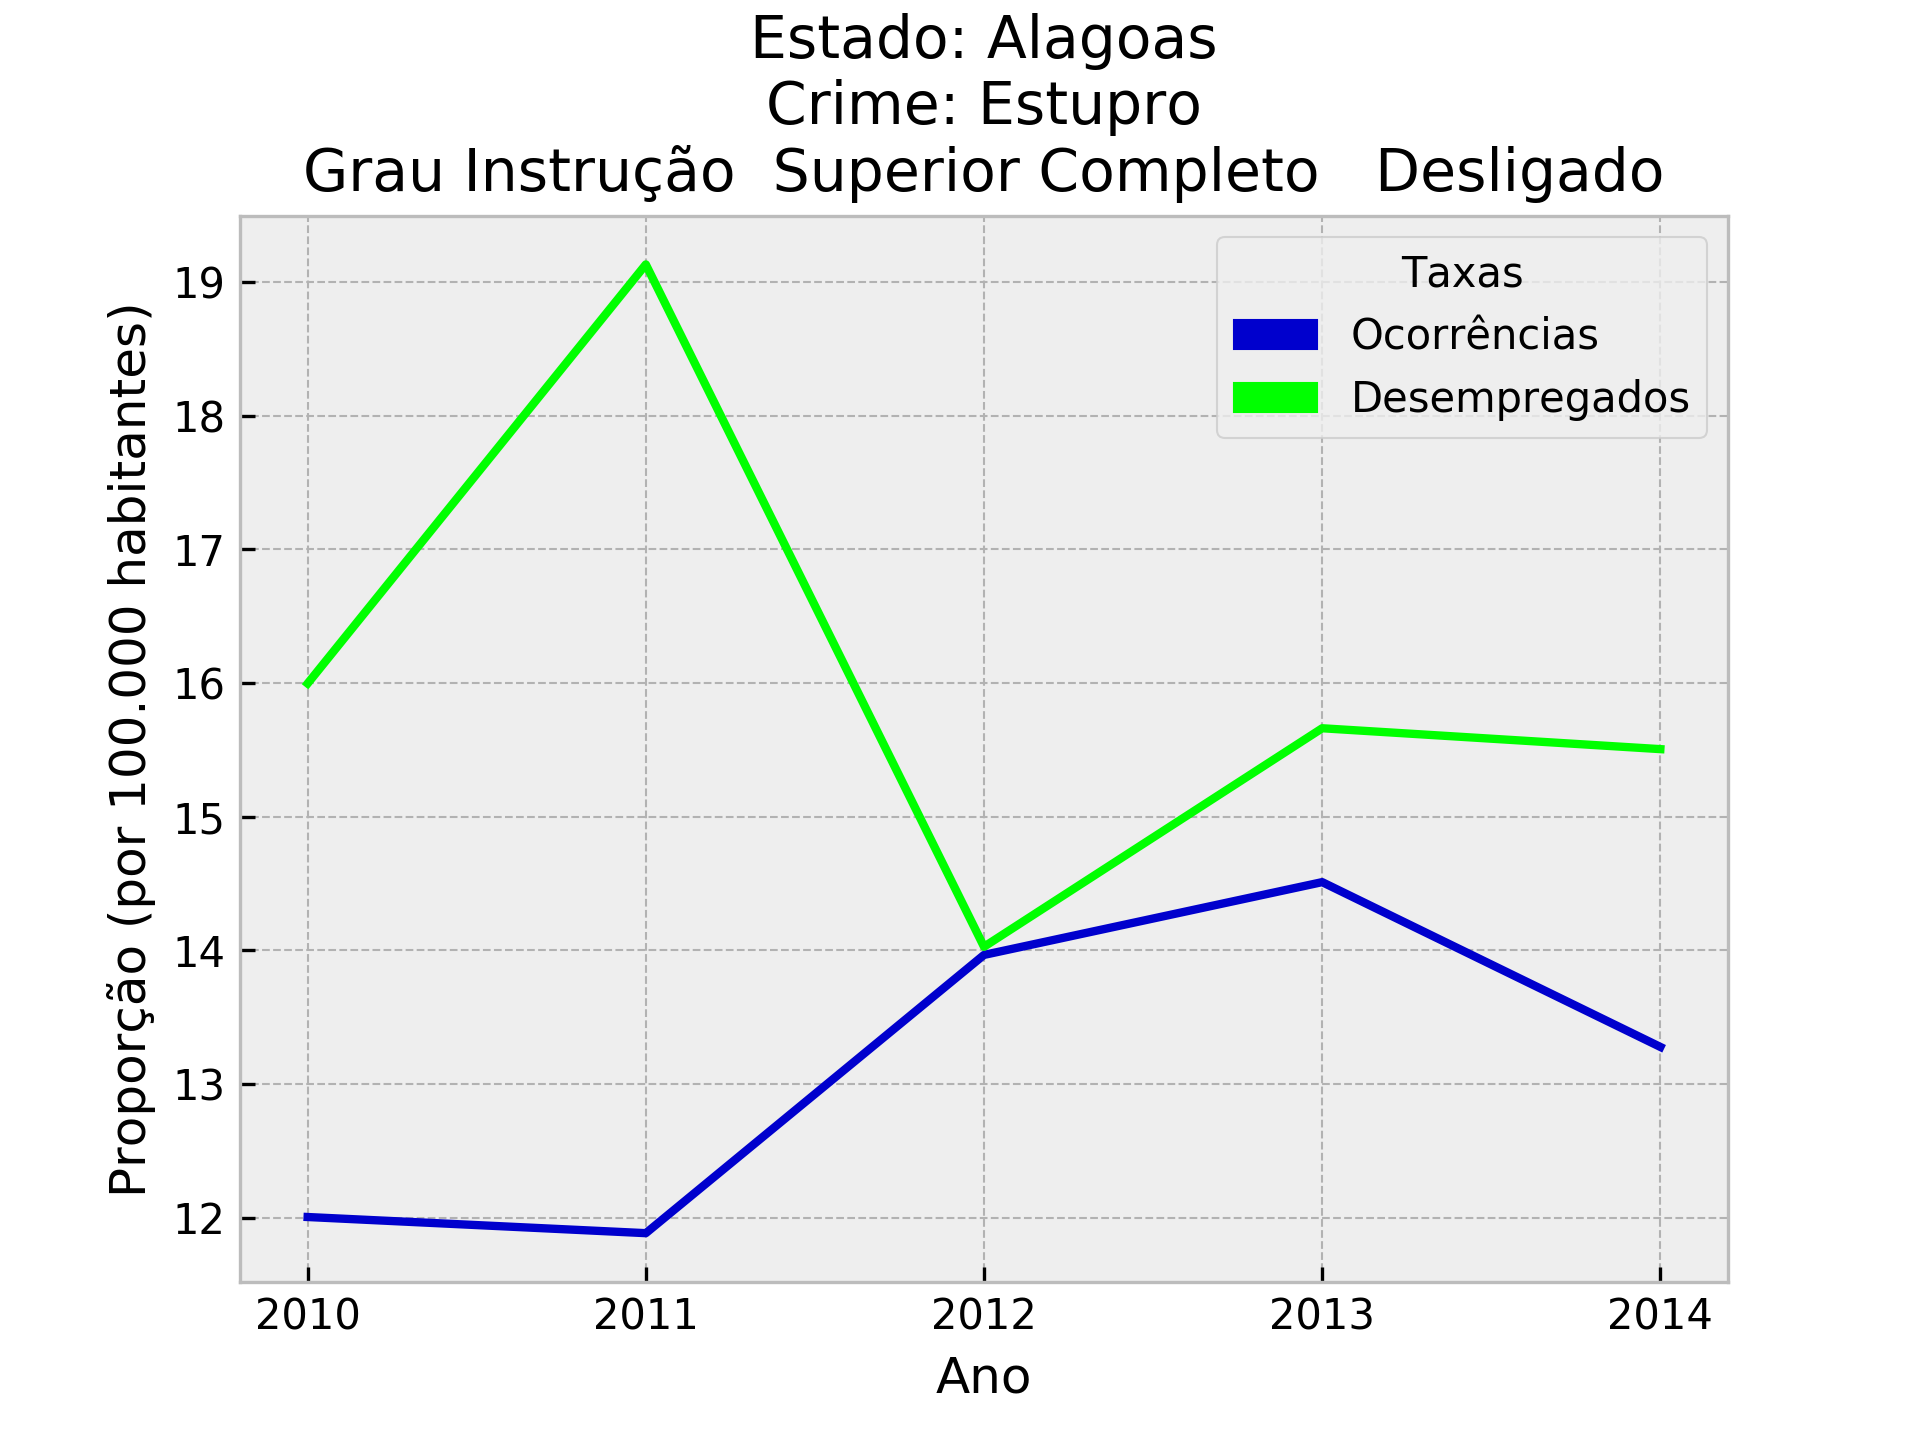 Estado: Alagoas
Crime: Estupro
Grau Instrução  Superior Completo   Desligado
Proporção (por 100.000 habitantes)
19
18
17
16
15
14
13
12
Taxas
Ocorrências
Desempregados
2010 2011 2012 2013 2014
Ano